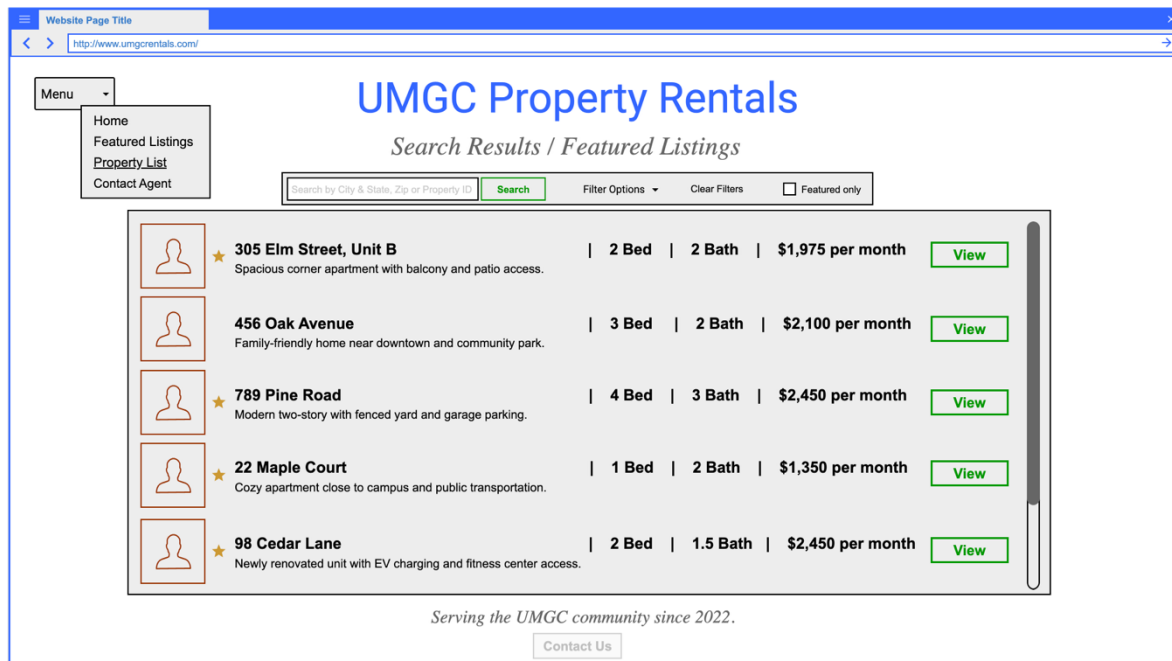 Website Page Title
http://www.umgcrentals.com/
Menu
Home
Featured Listings
Property List
Contact Agent
UMGC Property Rentals
Search Results / Featured Listings
Search by City & State, Zip or Property ID Search Filter Options Clear Filters Featured only
305 Elm Street, Unit B | 2 Bed | 2 Bath | $1,975 per month View
Spacious corner apartment with balcony and patio access.
456 Oak Avenue | 3 Bed | 2 Bath | $2,100 per month View
Family-friendly home near downtown and community park.
789 Pine Road | 4 Bed | 3 Bath | $2,450 per month View
Modern two-story with fenced yard and garage parking.
22 Maple Court | 1 Bed | 2 Bath | $1,350 per month View
Cozy apartment close to campus and public transportation.
98 Cedar Lane | 2 Bed | 1.5 Bath | $2,450 per month View
Newly renovated unit with EV charging and fitness center access.
Serving the UMGC community since 2022.
Contact Us